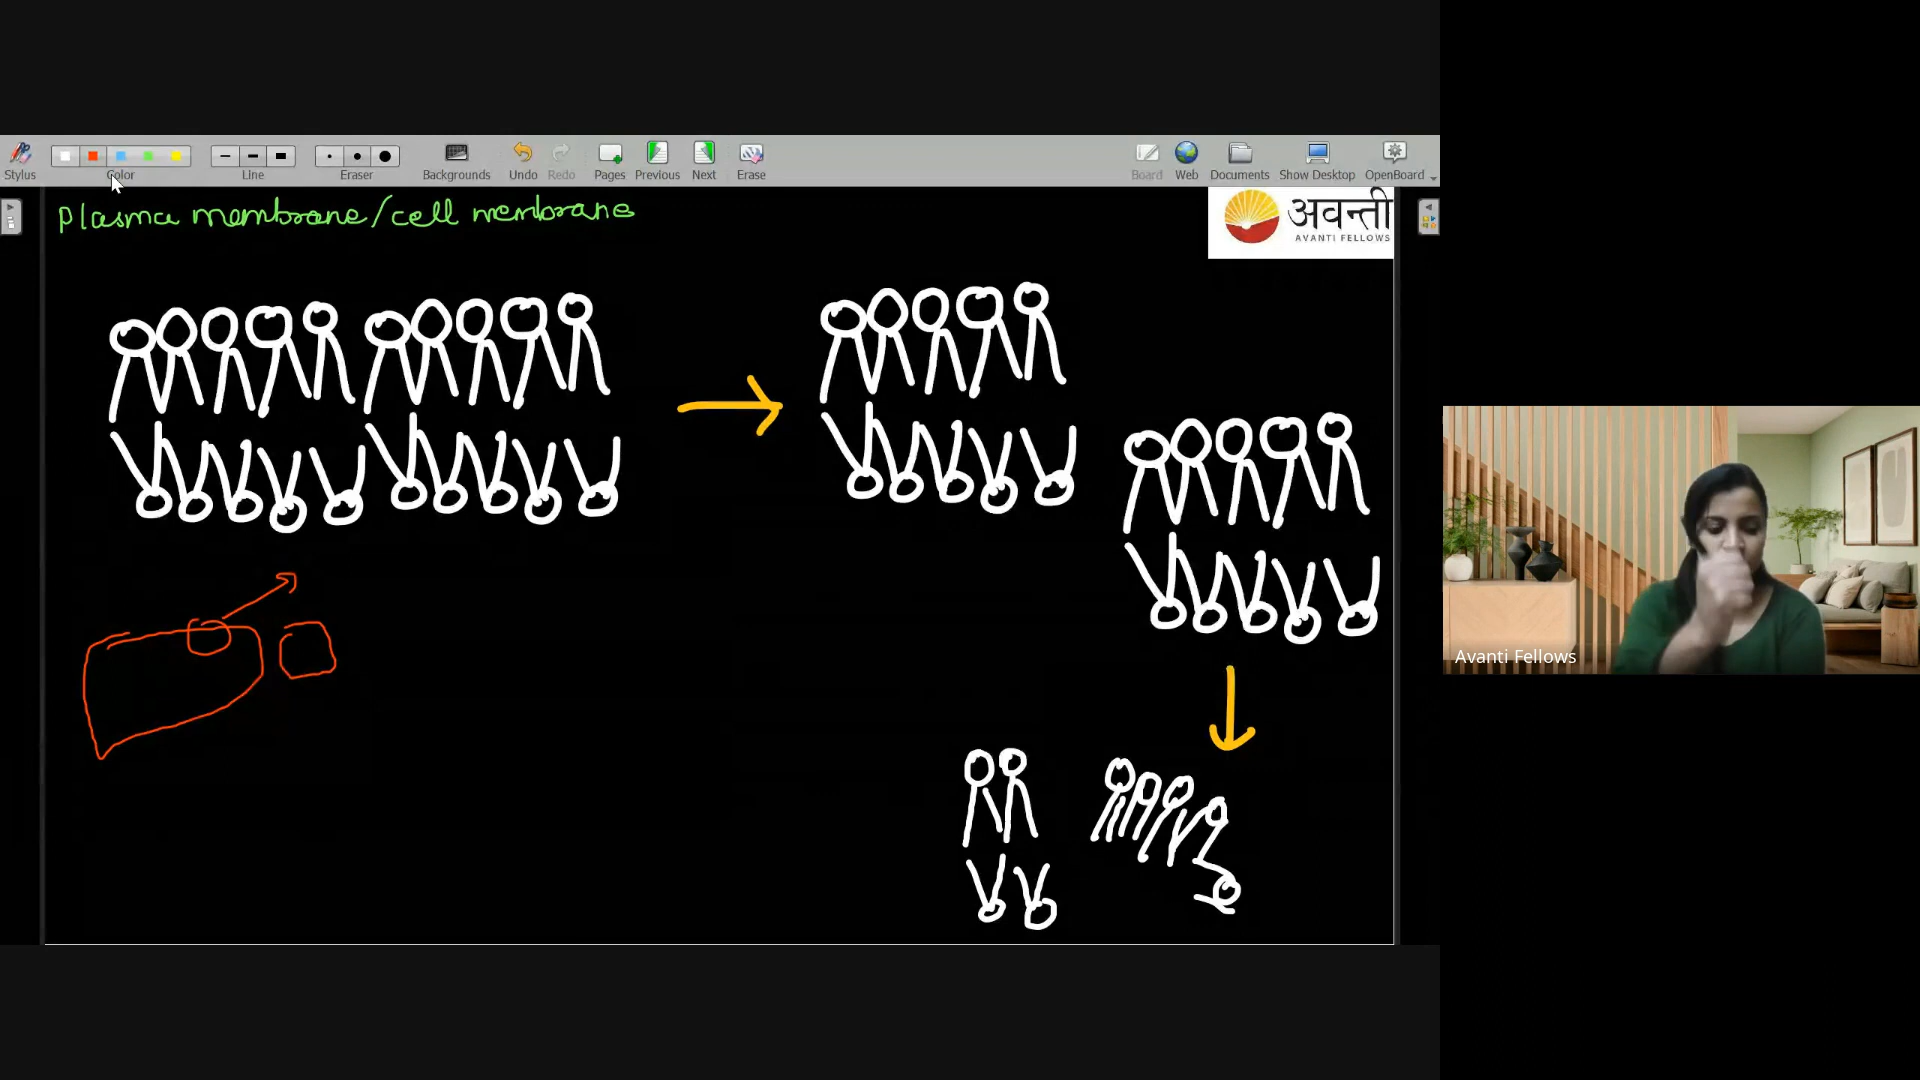 Stylus
Color
Line
Eraser
Backgrounds
Undo
Redo
Pages
Previous
Next
Erase
Board
Web
Documents
Show Desktop
OpenBoard
Plasma membrane/cell membrane
अवन्ती
AVANTI FELLOWS
Avanti Fellows